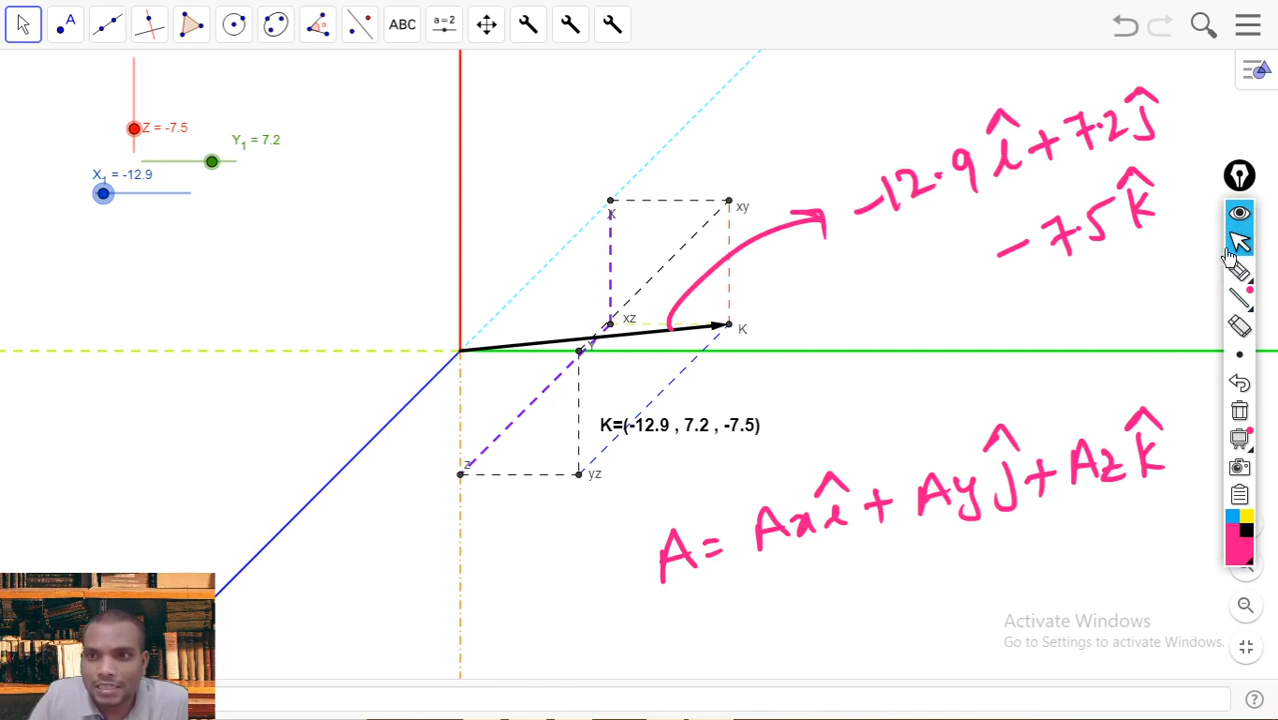 ABC
a=2
Z = -7.5
Y₁ = 7.2
X₁ = -12.9
-12.9 î + 7.2 ĵ
- 7.5 k̂
X
xy
xz
K
Y
K=(-12.9 , 7.2 , -7.5)
z
yz
A = Ax î + Ay ĵ + Az k̂
Activate Windows
Go to Settings to activate Windows.